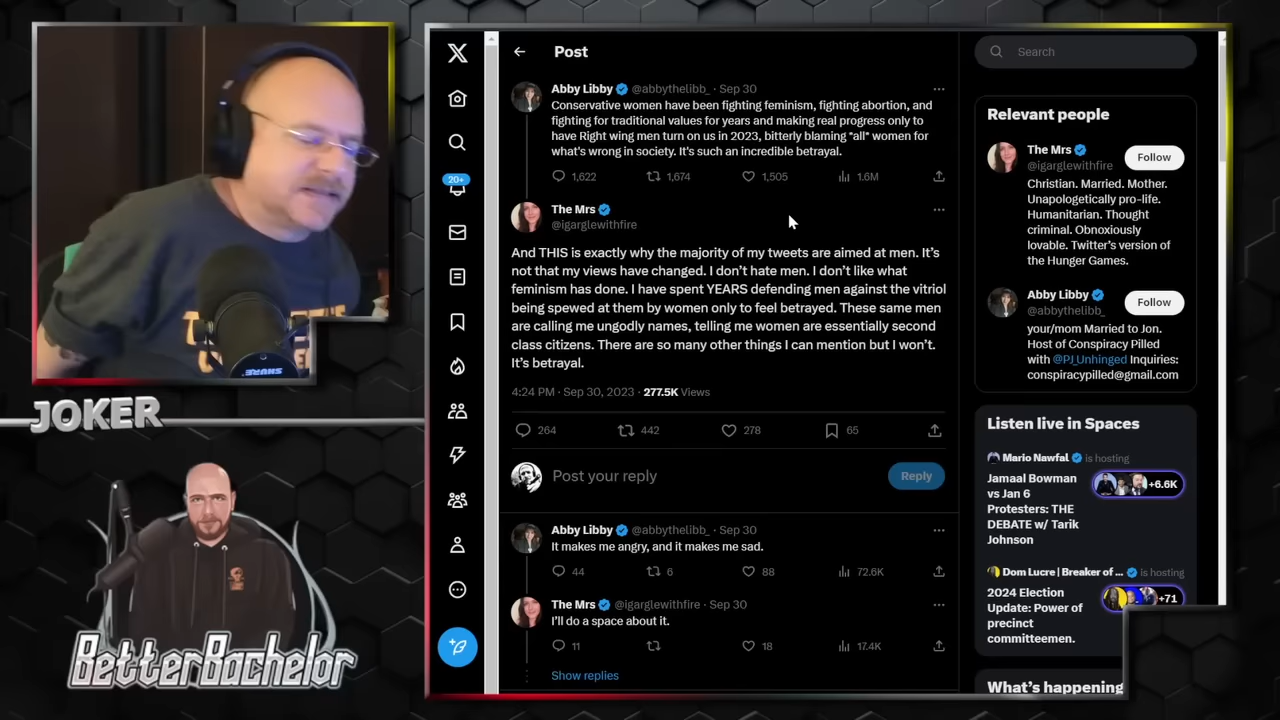 Post
Search
Abby Libby @abbythelibb_ · Sep 30
Conservative women have been fighting feminism, fighting abortion, and
fighting for traditional values for years and making real progress only to
have Right wing men turn on us in 2023, bitterly blaming *all* women for
what's wrong in society. It's such an incredible betrayal.
1,622 1,674 1,505 1.6M
The Mrs
@igarglewithfire
And THIS is exactly why the majority of my tweets are aimed at men. It's
not that my views have changed. I don't hate men. I don't like what
feminism has done. I have spent YEARS defending men against the vitriol
being spewed at them by women only to feel betrayed. These same men
are calling me ungodly names, telling me women are essentially second
class citizens. There are so many other things I can mention but I won't.
It's betrayal.
4:24 PM · Sep 30, 2023 · 277.5K Views
264 442 278 65
Post your reply
Reply
Abby Libby @abbythelibb_ · Sep 30
It makes me angry, and it makes me sad.
44 6 88 72.6K
The Mrs @igarglewithfire · Sep 30
I'll do a space about it.
11 18 17.4K
Show replies
20+
Relevant people
The Mrs
@igarglewithfire
Follow
Christian. Married. Mother.
Unapologetically pro-life.
Humanitarian. Thought
criminal. Obnoxiously
lovable. Twitter's version of
the Hunger Games.
Abby Libby
@abbythelibb_
Follow
your/mom Married to Jon.
Host of Conspiracy Pilled
with @PJ_Unhinged Inquiries:
conspiracypilled@gmail.com
Listen live in Spaces
Mario Nawfal is hosting
Jamaal Bowman
vs Jan 6
Protesters: THE
DEBATE w/ Tarik
Johnson
+6.6K
Dom Lucre | Breaker of ... is hosting
2024 Election
Update: Power of
precinct
committeemen.
+71
What's happening
JOKER
BetterBachelor
SHURE